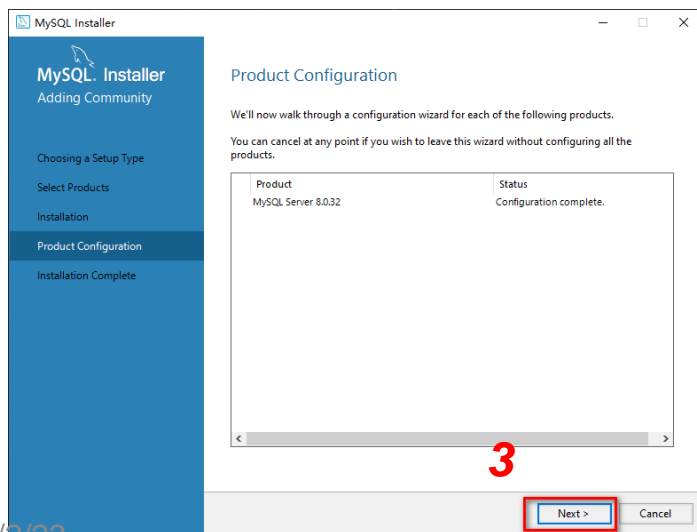 MySQL Installer
MySQL. Installer
Adding Community
Choosing a Setup Type
Select Products
Installation
Product Configuration
Installation Complete
Product Configuration
We'll now walk through a configuration wizard for each of the following products.
You can cancel at any point if you wish to leave this wizard without configuring all the
products.
Product Status
MySQL Server 8.0.32 Configuration complete.
3
Next > Cancel